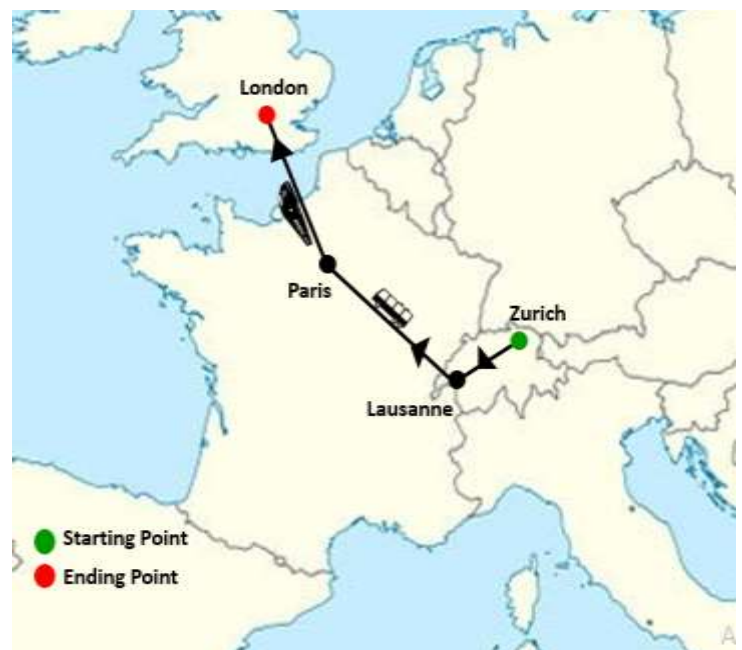 London
Paris
Zurich
Lausanne
Starting Point
Ending Point
A